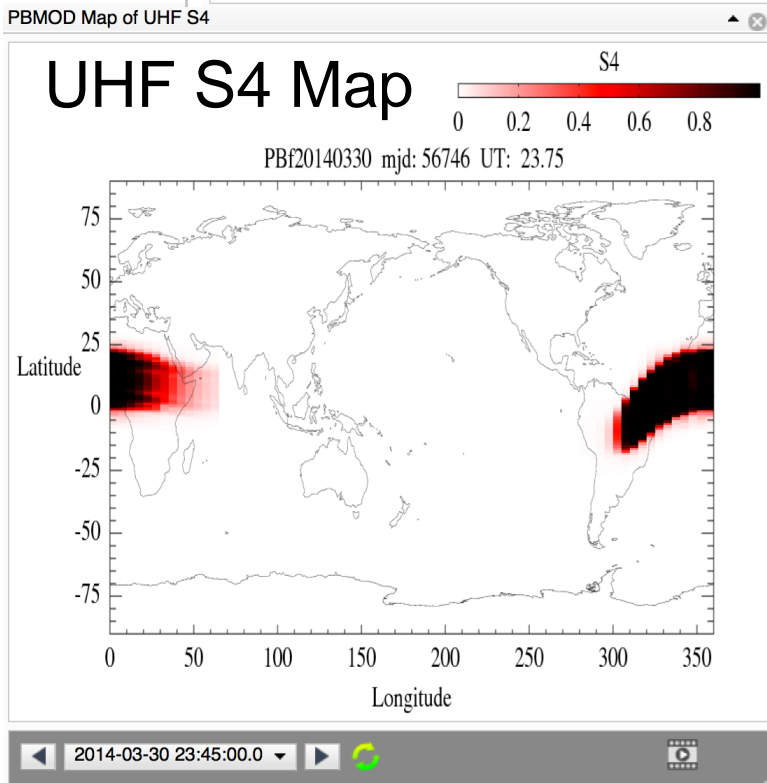 PBMOD Map of UHF S4
UHF S4 Map
S4
0 0.2 0.4 0.6 0.8
PBf20140330 mjd: 56746 UT: 23.75
75
50
25
Latitude
0
-25
-50
-75
0 50 100 150 200 250 300 350
Longitude
2014-03-30 23:45:00.0